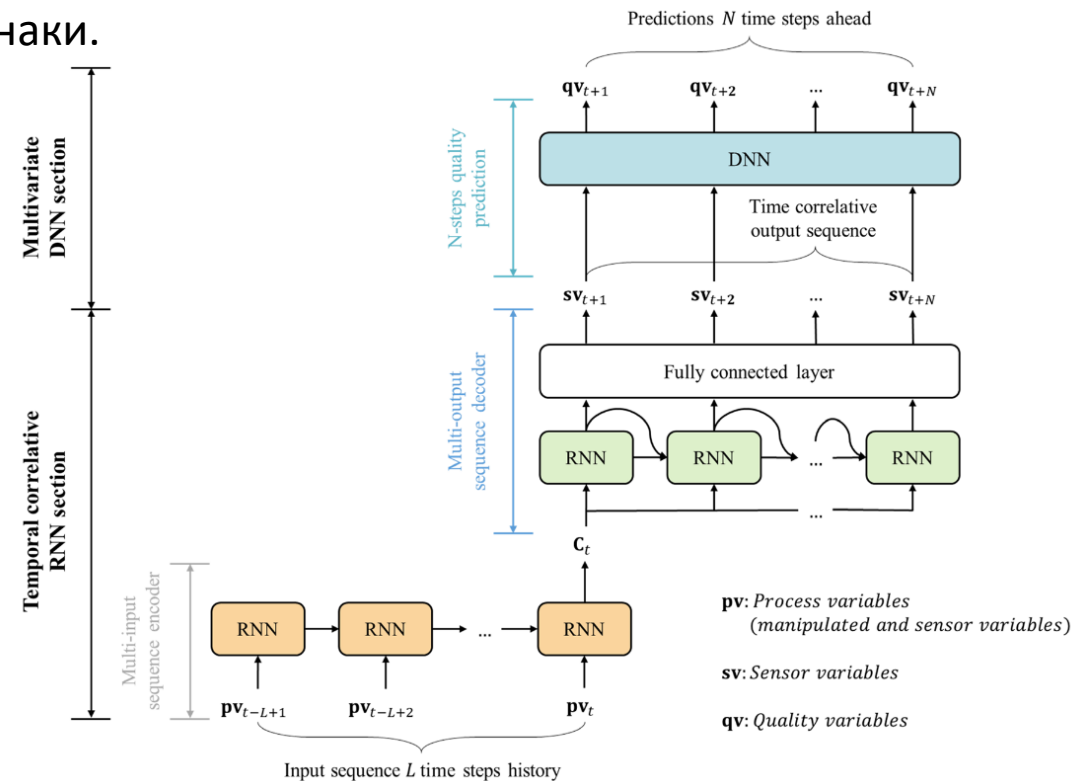 наки.
Predictions N time steps ahead
qv_{t+1} qv_{t+2} ... qv_{t+N}
DNN
Time correlative
output sequence
sv_{t+1} sv_{t+2} ... sv_{t+N}
Fully connected layer
RNN RNN ... RNN
...
C_t
RNN RNN ... RNN
pv_{t-L+1} pv_{t-L+2} pv_t
Input sequence L time steps history
Multivariate
DNN section
Temporal correlative
RNN section
N-steps quality
prediction
Multi-output
sequence decoder
Multi-input
sequence encoder
pv: Process variables
(manipulated and sensor variables)
sv: Sensor variables
qv: Quality variables